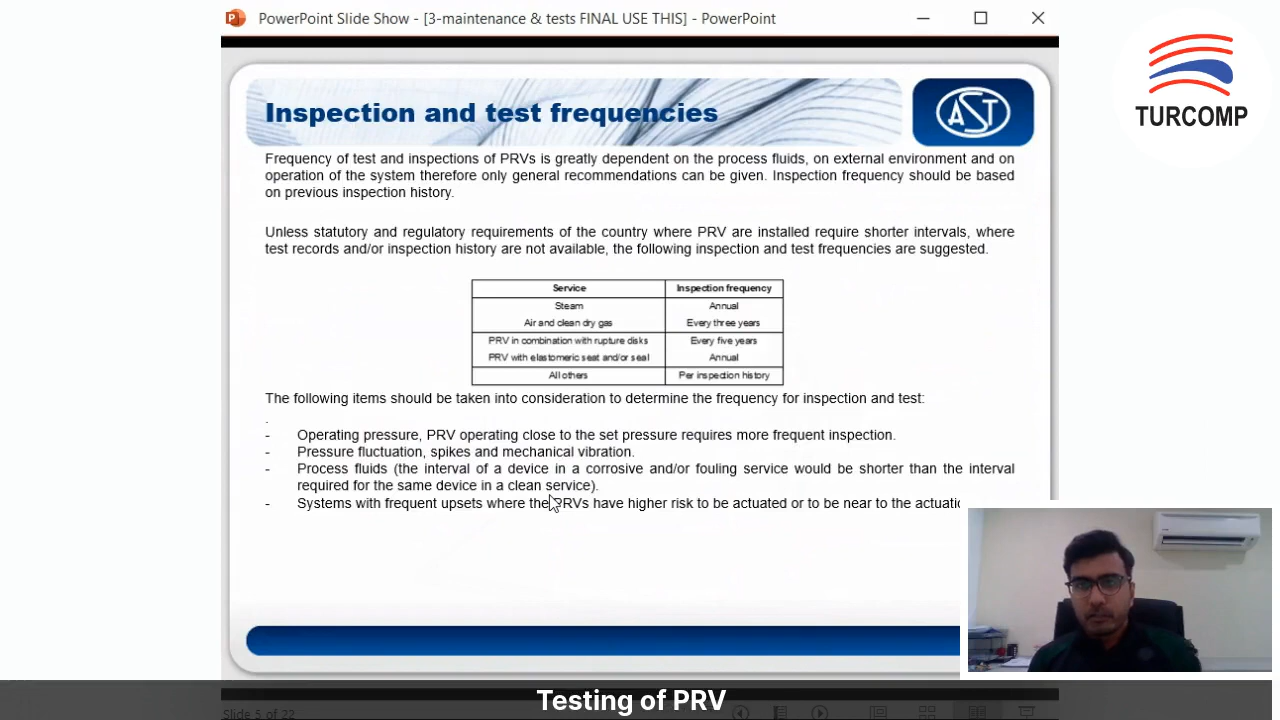 PowerPoint Slide Show - [3-maintenance & tests FINAL USE THIS] - PowerPoint
TURCOMP
Inspection and test frequencies
AST
Frequency of test and inspections of PRVs is greatly dependent on the process fluids, on external environment and on
operation of the system therefore only general recommendations can be given. Inspection frequency should be based
on previous inspection history.
Unless statutory and regulatory requirements of the country where PRV are installed require shorter intervals, where
test records and/or inspection history are not available, the following inspection and test frequencies are suggested.
Service Inspection frequency
Steam Annual
Air and clean dry gas Every three years
PRV in combination with rupture disks Every five years
PRV with elastomeric seat and/or seal Annual
All others Per inspection history
The following items should be taken into consideration to determine the frequency for inspection and test:
.
- Operating pressure, PRV operating close to the set pressure requires more frequent inspection.
- Pressure fluctuation, spikes and mechanical vibration.
- Process fluids (the interval of a device in a corrosive and/or fouling service would be shorter than the interval
required for the same device in a clean service).
- Systems with frequent upsets where the PRVs have higher risk to be actuated or to be near to the
Testing of PRV
Slide 5 of 22